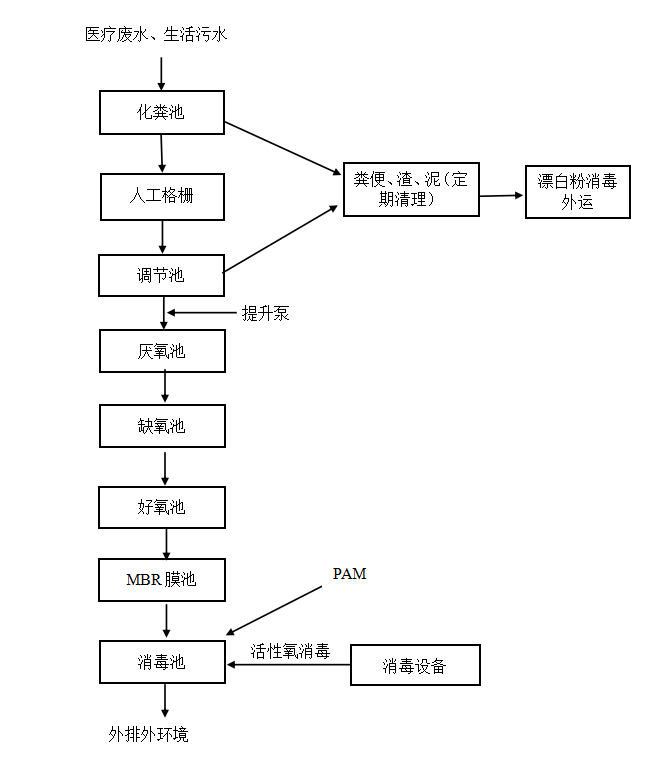 医疗废水、生活污水
化粪池
人工格栅
粪便、渣、泥（定
期清理）
漂白粉消毒
外运
调节池
提升泵
厌氧池
缺氧池
好氧池
MBR 膜池
PAM
消毒池
活性氧消毒
消毒设备
外排外环境